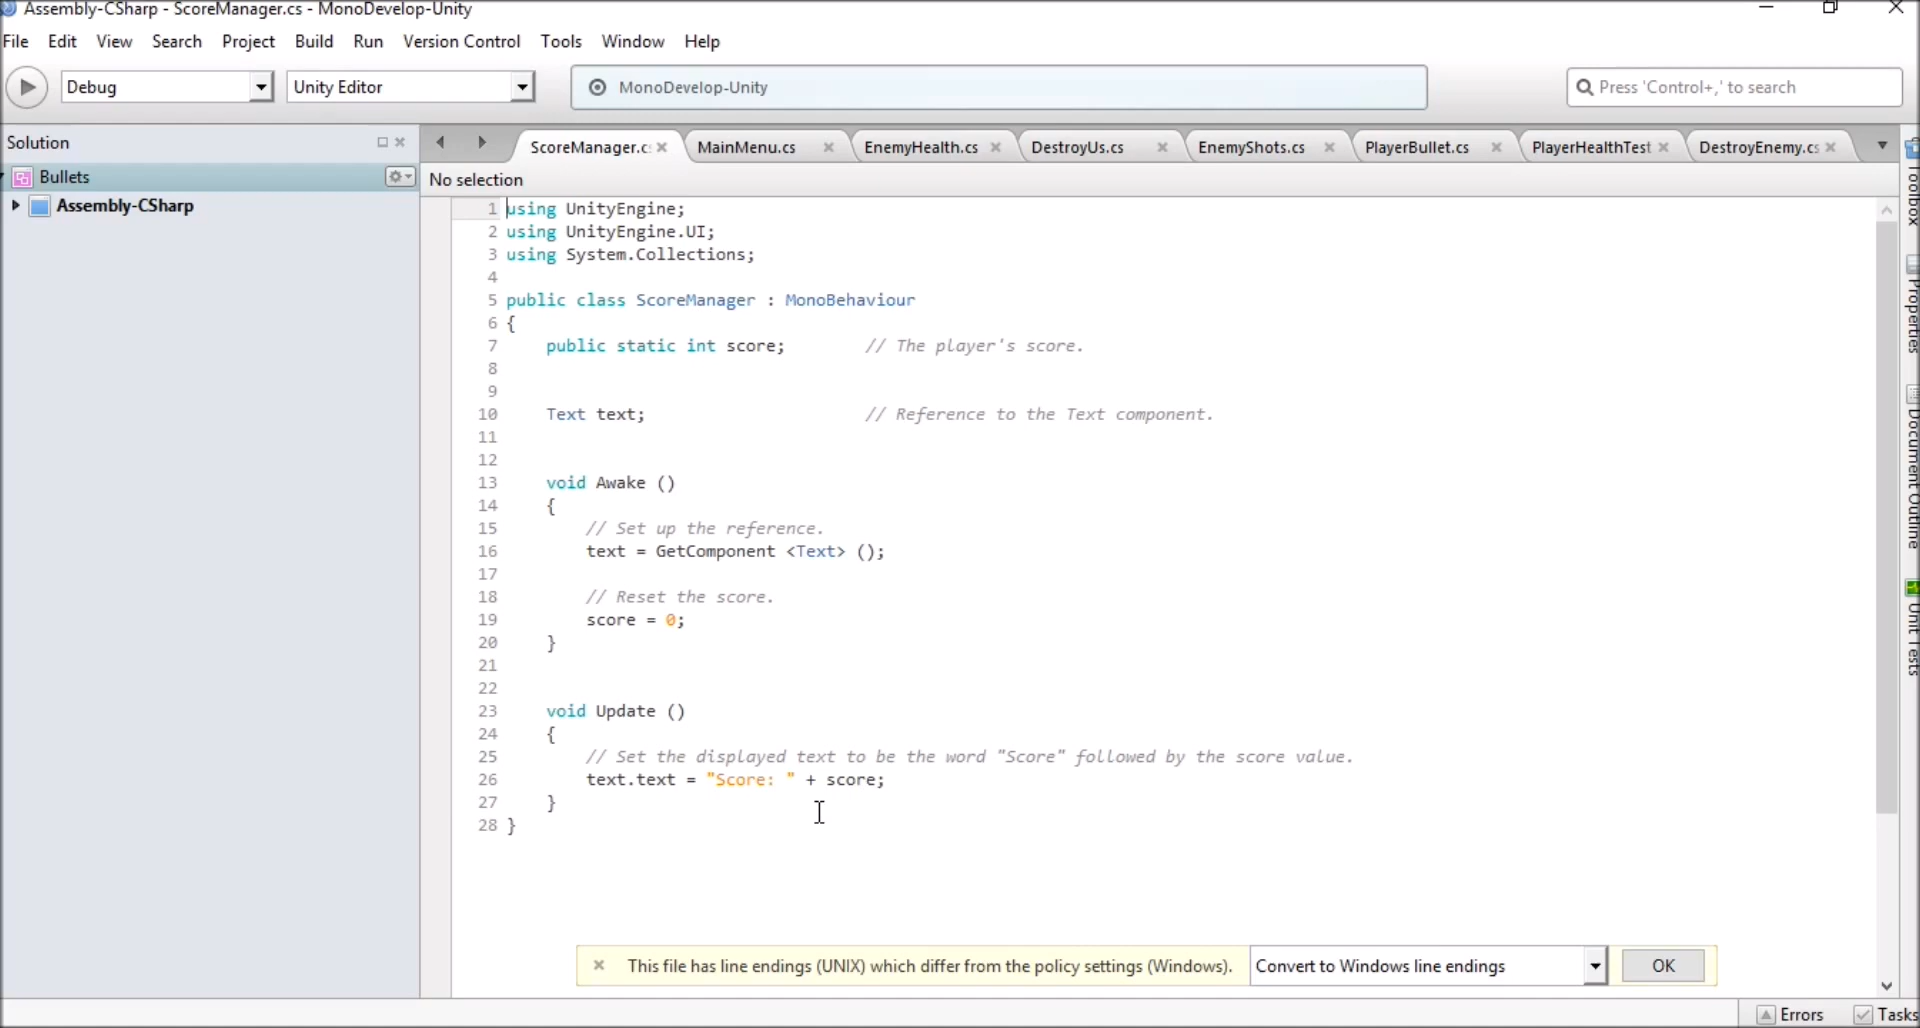 Assembly-CSharp - ScoreManager.cs - MonoDevelop-Unity
File Edit View Search Project Build Run Version Control Tools Window Help
Debug Unity Editor MonoDevelop-Unity Press 'Control+,' to search
Solution ScoreManager.c MainMenu.cs EnemyHealth.cs DestroyUs.cs EnemyShots.cs PlayerBullet.cs PlayerHealthTest DestroyEnemy.cs
Bullets No selection
Assembly-CSharp
1 using UnityEngine;
2 using UnityEngine.UI;
3 using System.Collections;
4
5 public class ScoreManager : MonoBehaviour
6 {
7 public static int score; // The player's score.
8
9
10 Text text; // Reference to the Text component.
11
12
13 void Awake ()
14 {
15 // Set up the reference.
16 text = GetComponent <Text> ();
17
18 // Reset the score.
19 score = 0;
20 }
21
22
23 void Update ()
24 {
25 // Set the displayed text to be the word "Score" followed by the score value.
26 text.text = "Score: " + score;
27 }
28 }
Toolbox
Properties
Document Outline
Unit Tests
This file has line endings (UNIX) which differ from the policy settings (Windows). Convert to Windows line endings OK
Errors Tasks